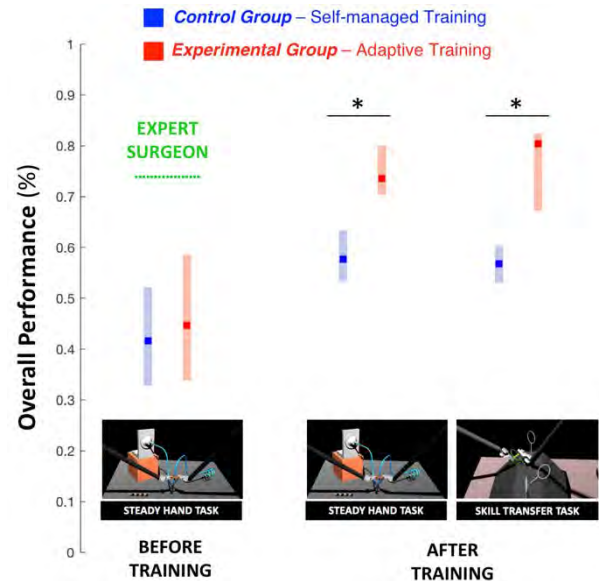 Control Group – Self-managed Training
Experimental Group – Adaptive Training
Overall Performance (%)
1
0.9
0.8
0.7
0.6
0.5
0.4
0.3
0.2
0.1
0
EXPERT
SURGEON
*
*
STEADY HAND TASK
STEADY HAND TASK
SKILL TRANSFER TASK
BEFORE
TRAINING
AFTER
TRAINING